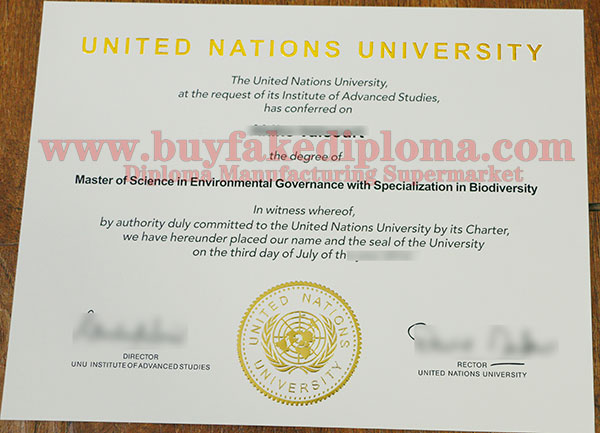 UNITED NATIONS UNIVERSITY
The United Nations University,
at the request of its Institute of Advanced Studies,
has conferred on
www.buyfakediploma.com
the degree of
Diploma Manufacturing Supermarket
Master of Science in Environmental Governance with Specialization in Biodiversity
In witness whereof,
by authority duly committed to the United Nations University by its Charter,
we have hereunder placed our name and the seal of the University
on the third day of July of th
UNITED NATIONS
UNIVERSITY
DIRECTOR
UNU INSTITUTE OF ADVANCED STUDIES
RECTOR
UNITED NATIONS UNIVERSITY